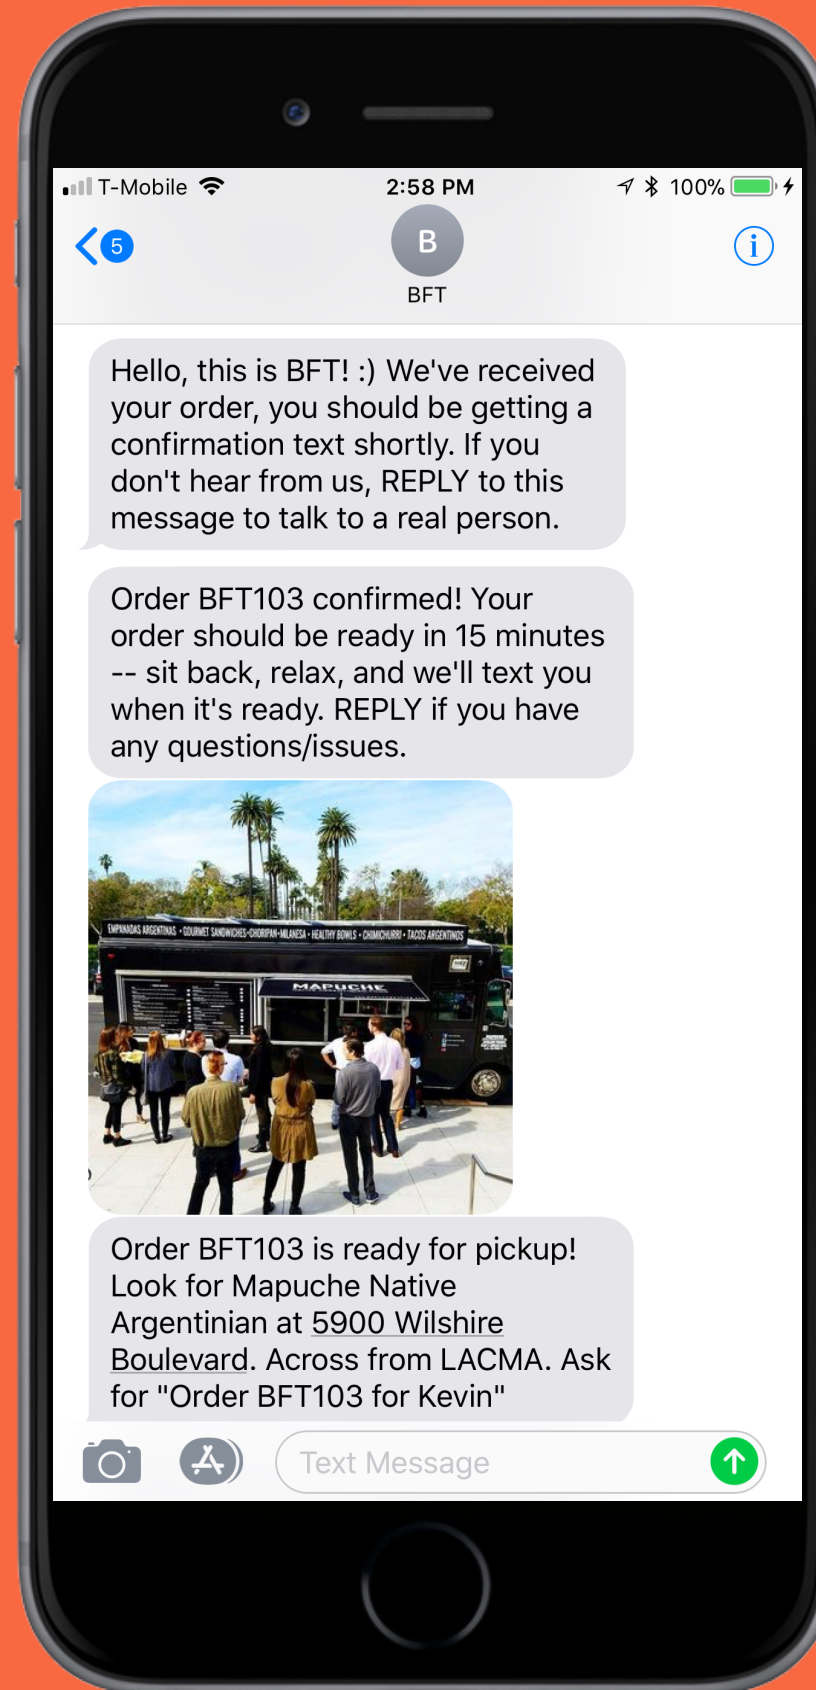 T-Mobile
2:58 PM
100%
5
B
BFT
Hello, this is BFT! :) We've received
your order, you should be getting a
confirmation text shortly. If you
don't hear from us, REPLY to this
message to talk to a real person.
Order BFT103 confirmed! Your
order should be ready in 15 minutes
-- sit back, relax, and we'll text you
when it's ready. REPLY if you have
any questions/issues.
EMPANADAS ARGENTINAS • GOURMET SANDWICHES • CHORIPAN • MILANESA • HEALTHY BOWLS • CHIMICHURRI • TACOS ARGENTINOS
MAPUCHE
Order BFT103 is ready for pickup!
Look for Mapuche Native
Argentinian at 5900 Wilshire
Boulevard. Across from LACMA. Ask
for "Order BFT103 for Kevin"
Text Message